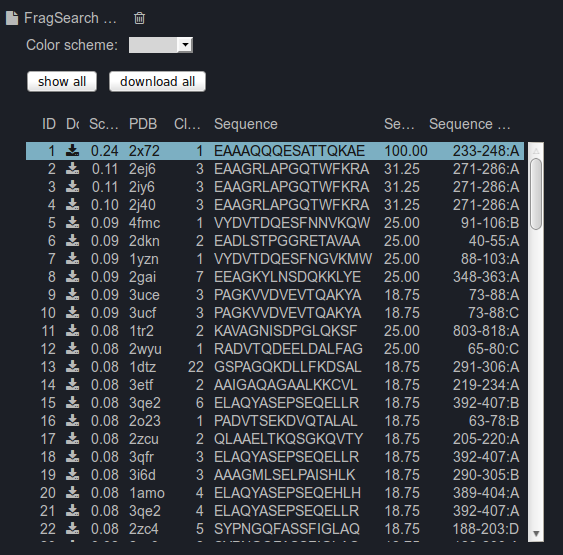 FragSearch ...
Color scheme:
show all download all
ID Do Sc... PDB Cl... Sequence Se... Sequence ...
1 0.24 2x72 1 EAAAQQQESATTQKAE 100.00 233-248:A
2 0.11 2ej6 3 EAAGRLAPGQTWFKRA 31.25 271-286:A
3 0.11 2iy6 3 EAAGRLAPGQTWFKRA 31.25 271-286:A
4 0.10 2j40 3 EAAGRLAPGQTWFKRA 31.25 271-286:A
5 0.09 4fmc 1 VYDVTDQESFNNVKQW 25.00 91-106:B
6 0.09 2dkn 2 EADLSTPGGRETAVAA 25.00 40-55:A
7 0.09 1yzn 1 VYDVTDQESFNGVKMW 25.00 88-103:A
8 0.09 2gai 7 EEAGKYLNSDQKKLYE 25.00 348-363:A
9 0.09 3uce 3 PAGKVVDVEVTQAKYA 18.75 73-88:A
10 0.09 3ucf 3 PAGKVVDVEVTQAKYA 18.75 73-88:C
11 0.08 1tr2 2 KAVAGNISDPGLQKSF 25.00 803-818:A
12 0.08 2wyu 1 RADVTQDEELDALFAG 25.00 65-80:C
13 0.08 1dtz 22 GSPAGQKDLLFKDSAL 18.75 291-306:A
14 0.08 3etf 2 AAIGAQAGAALKKCVL 18.75 219-234:A
15 0.08 3qe2 6 ELAQYASEPSEQELLR 18.75 392-407:B
16 0.08 2o23 1 PADVTSEKDVQTALAL 18.75 63-78:B
17 0.08 2zcu 2 QLAAELTKQSGKQVTY 18.75 205-220:A
18 0.08 3qfr 3 ELAQYASEPSEQELLR 18.75 392-407:A
19 0.08 3i6d 3 AAAGMLSELPAISHLK 18.75 290-305:B
20 0.08 1amo 4 ELAQYASEPSEQEHLH 18.75 389-404:A
21 0.08 3qe2 4 ELAQYASEPSEQELLR 18.75 392-407:A
22 0.08 2zc4 5 SYPNGQFASSFIGLAQ 18.75 188-203:D